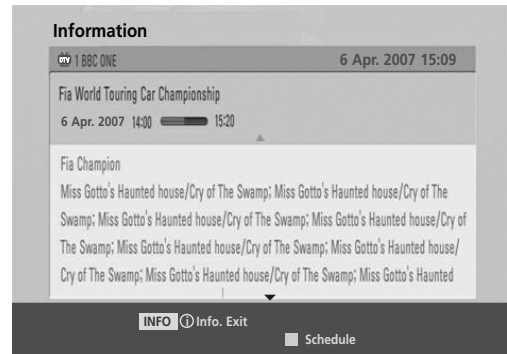 Information
DTV 1 BBC ONE 6 Apr. 2007 15:09
Fia World Touring Car Championship
6 Apr. 2007 14:00 15:20
Fia Champion
Miss Gotto's Haunted house/Cry of The Swamp; Miss Gotto's Haunted house/Cry of The
Swamp; Miss Gotto's Haunted house/Cry of The Swamp; Miss Gotto's Haunted house/Cry of
The Swamp; Miss Gotto's Haunted house/Cry of The Swamp; Miss Gotto's Haunted house/
Cry of The Swamp; Miss Gotto's Haunted house/Cry of The Swamp; Miss Gotto's Haunted
INFO ⓘ Info. Exit
Schedule